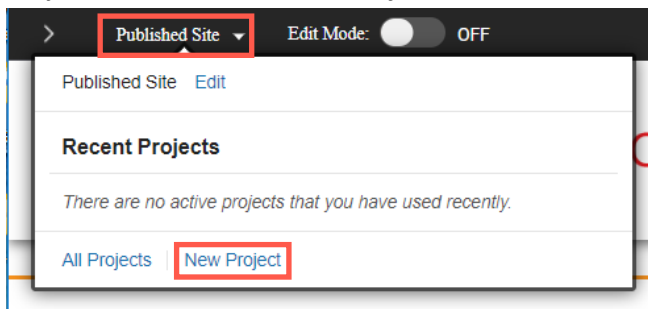 Published Site Edit Mode: OFF
Published Site Edit
Recent Projects
There are no active projects that you have used recently.
All Projects New Project